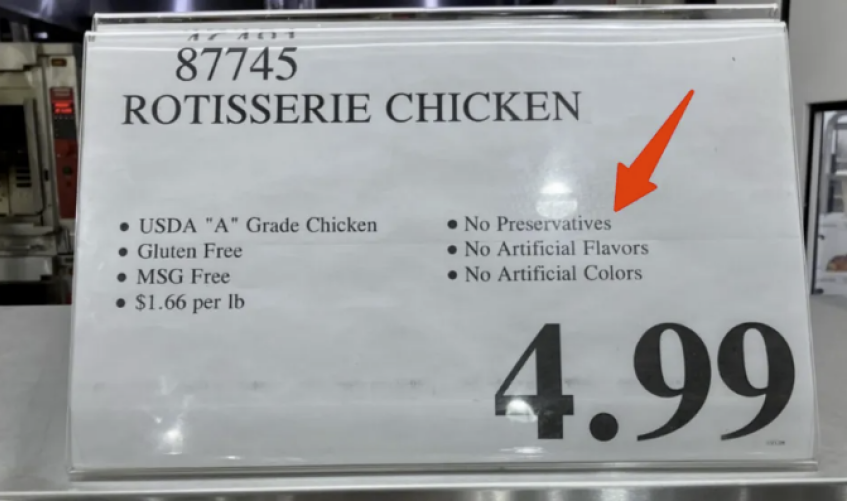 87745
ROTISSERIE CHICKEN
• USDA "A" Grade Chicken
• Gluten Free
• MSG Free
• $1.66 per lb
• No Preservatives
• No Artificial Flavors
• No Artificial Colors
4.99